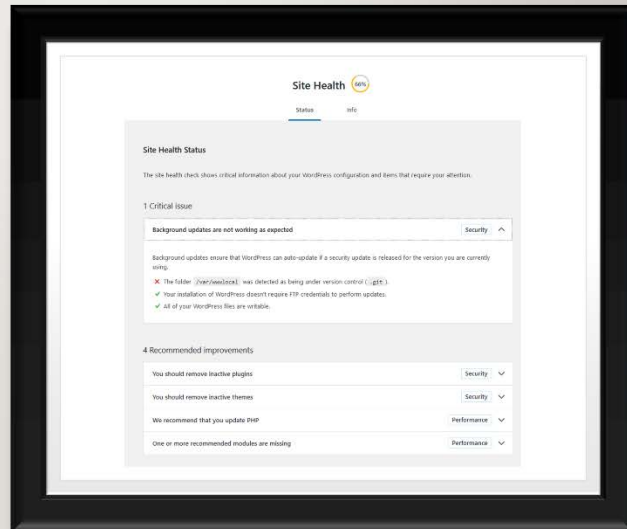 Site Health 66%
Status Info
Site Health Status
The site health check shows critical information about your WordPress configuration and items that require your attention.
1 Critical issue
Background updates are not working as expected Security
Background updates ensure that WordPress can auto-update if a security update is released for the version you are currently
using.
The folder /var/wwwlocal was detected as being under version control ( .git ).
Your installation of WordPress doesn't require FTP credentials to perform updates.
All of your WordPress files are writable.
4 Recommended improvements
You should remove inactive plugins Security
You should remove inactive themes Security
We recommend that you update PHP Performance
One or more recommended modules are missing Performance